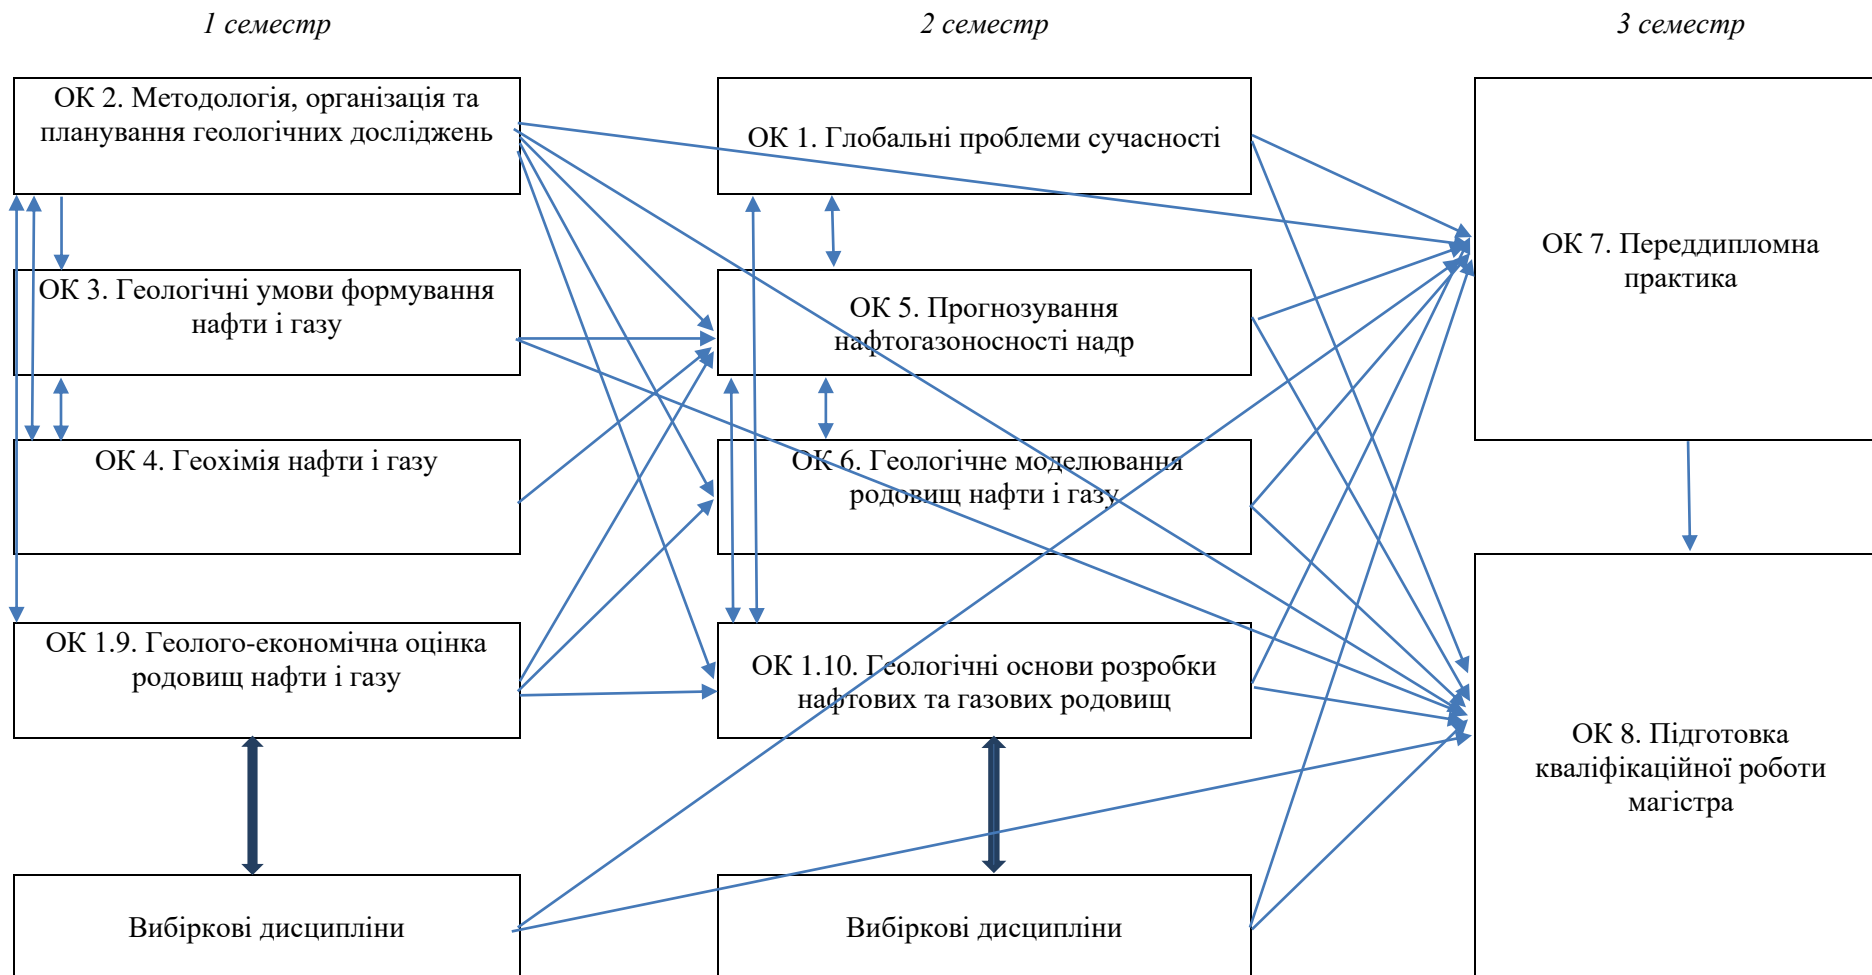 1 семестр
2 семестр
3 семестр
ОК 2. Методологія, організація та
планування геологічних досліджень
ОК 1. Глобальні проблеми сучасності
ОК 7. Переддипломна
практика
ОК 3. Геологічні умови формування
нафти і газу
ОК 5. Прогнозування
нафтогазоносності надр
ОК 4. Геохімія нафти і газу
ОК 6. Геологічне моделювання
родовищ нафти і газу
ОК 1.9. Геолого-економічна оцінка
родовищ нафти і газу
ОК 1.10. Геологічні основи розробки
нафтових та газових родовищ
ОК 8. Підготовка
кваліфікаційної роботи
магістра
Вибіркові дисципліни
Вибіркові дисципліни